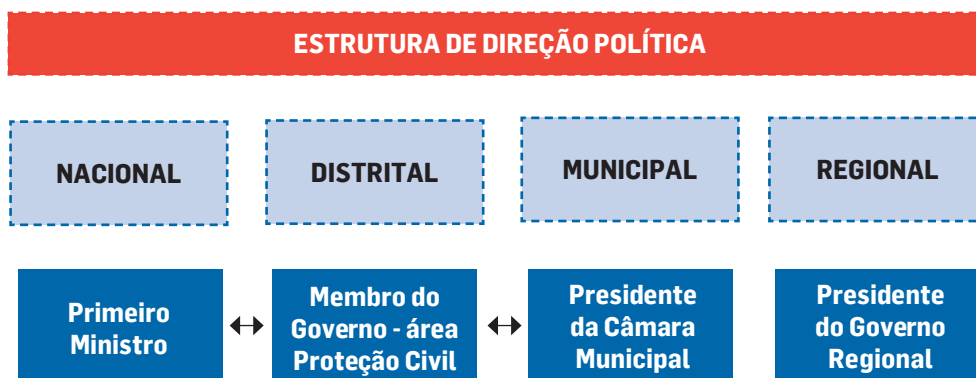 ESTRUTURA DE DIREÇÃO POLÍTICA
NACIONAL
DISTRITAL
MUNICIPAL
REGIONAL
Primeiro
Ministro
Membro do
Governo - área
Proteção Civil
Presidente
da Câmara
Municipal
Presidente
do Governo
Regional